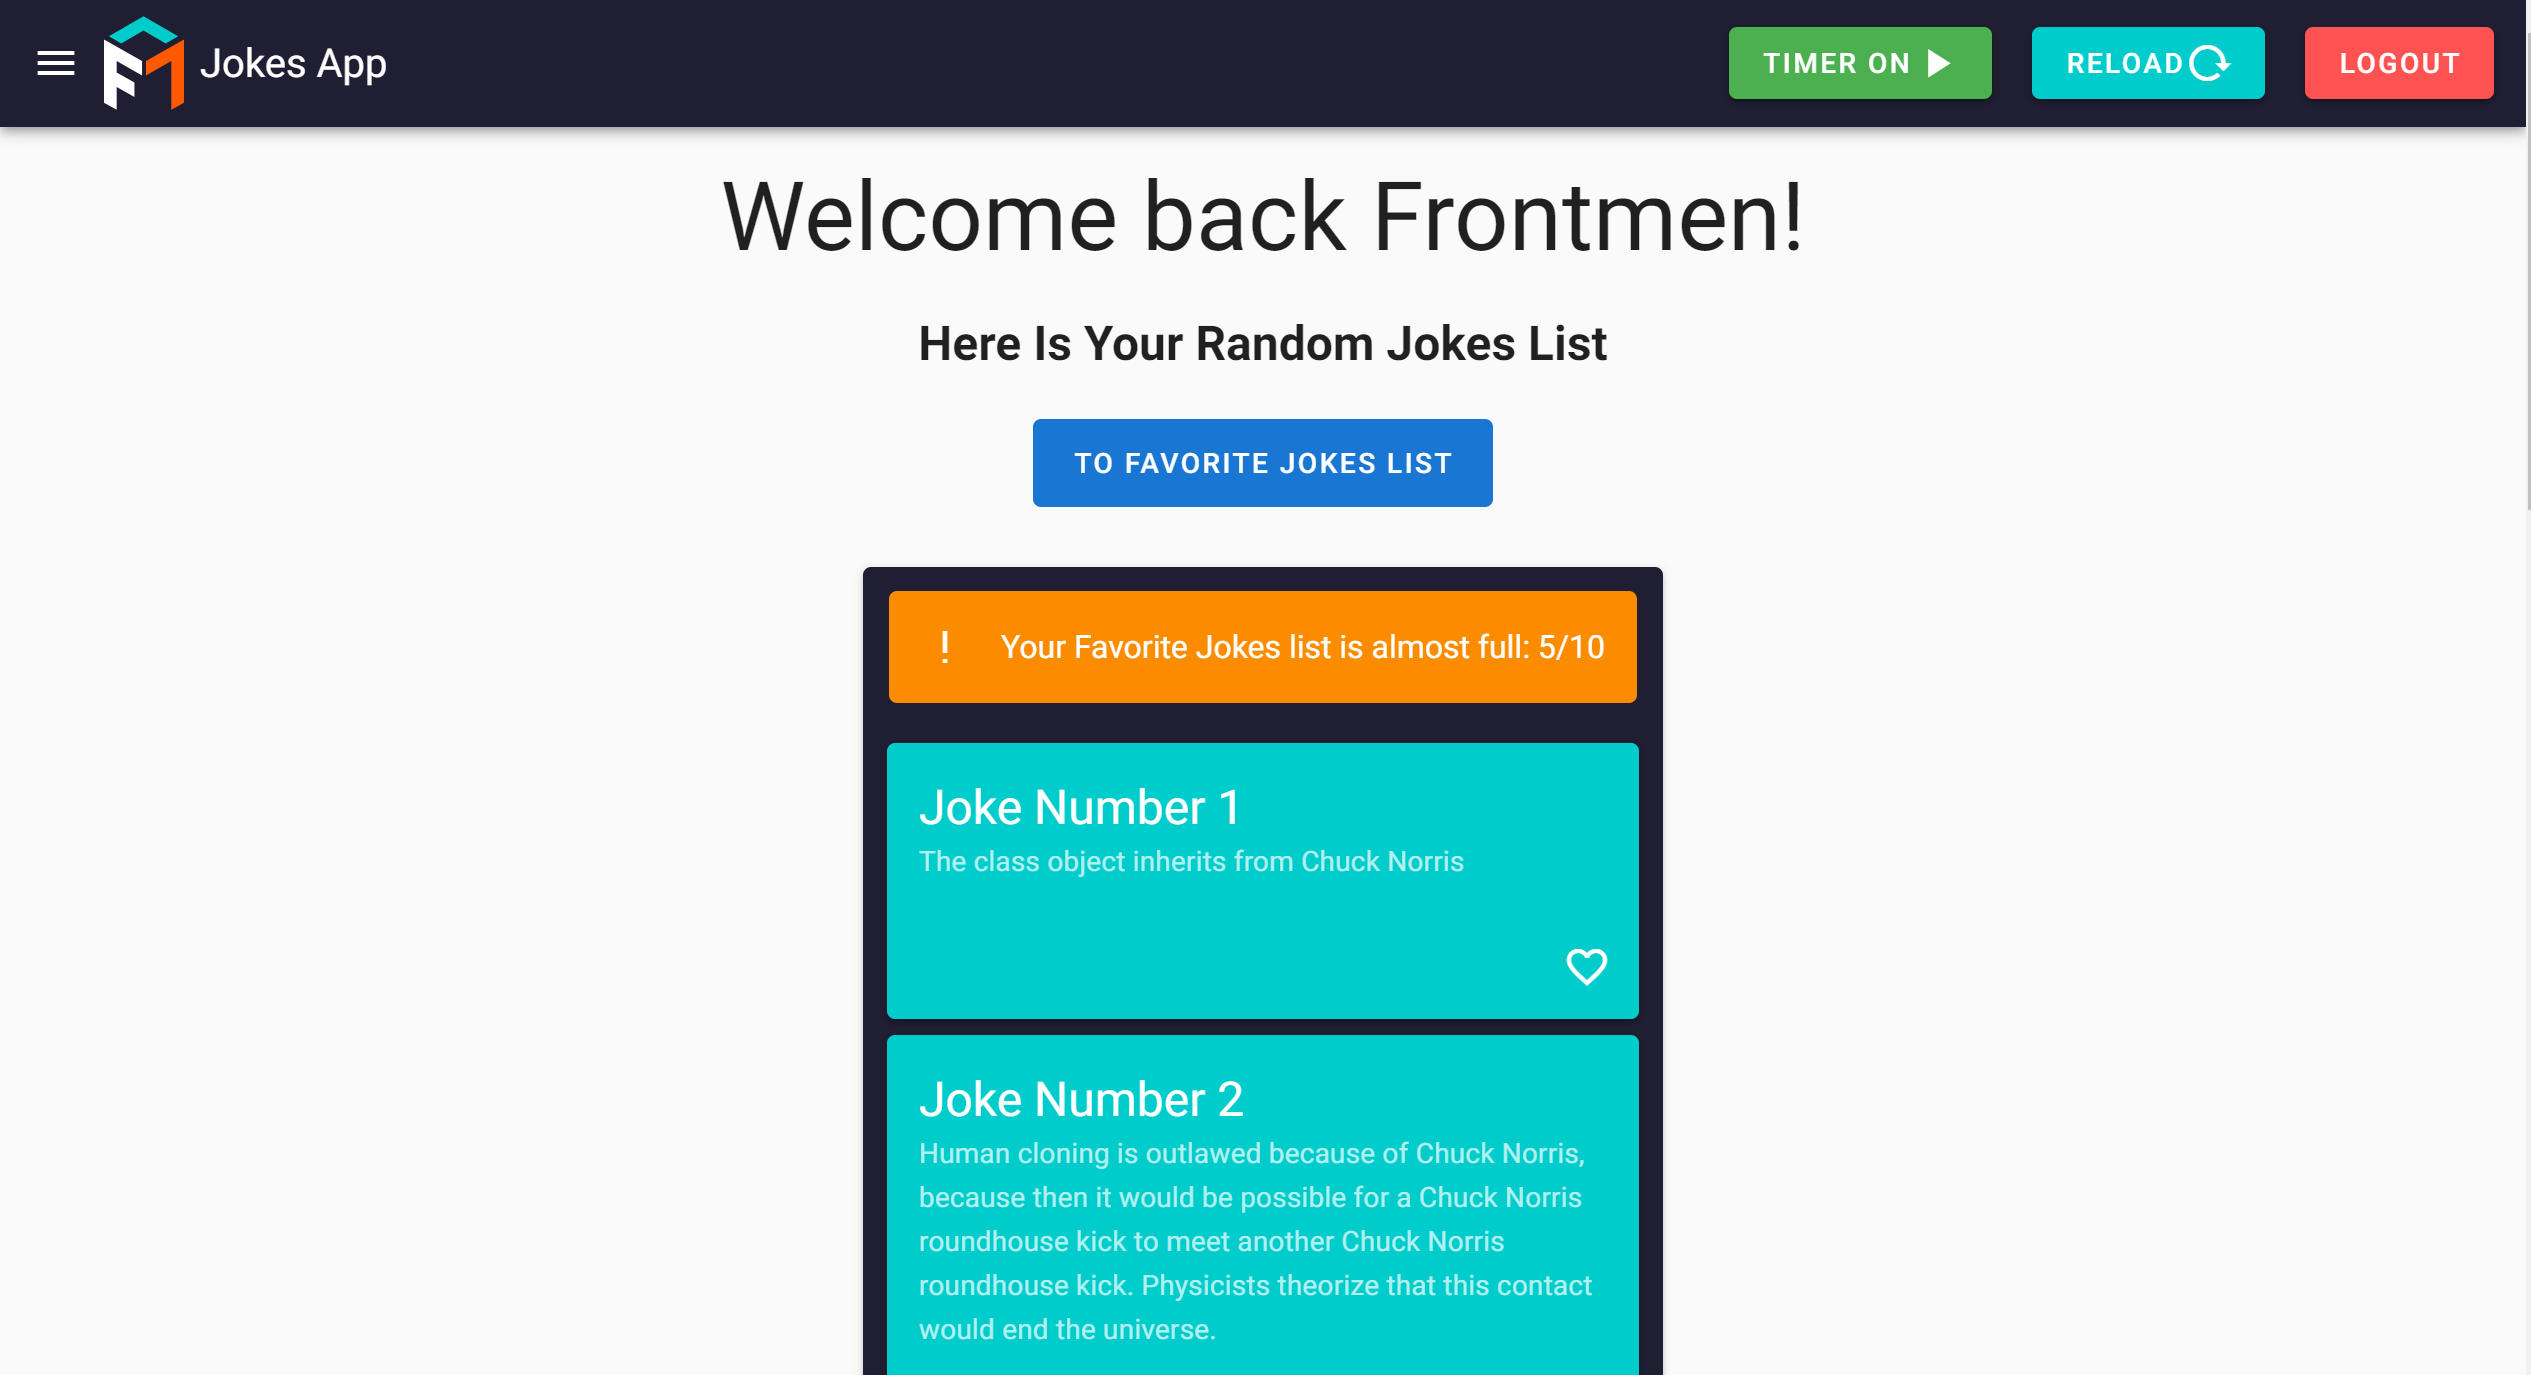 Jokes App
TIMER ON
RELOAD
LOGOUT
Welcome back Frontmen!
Here Is Your Random Jokes List
TO FAVORITE JOKES LIST
! Your Favorite Jokes list is almost full: 5/10
Joke Number 1
The class object inherits from Chuck Norris
Joke Number 2
Human cloning is outlawed because of Chuck Norris,
because then it would be possible for a Chuck Norris
roundhouse kick to meet another Chuck Norris
roundhouse kick. Physicists theorize that this contact
would end the universe.